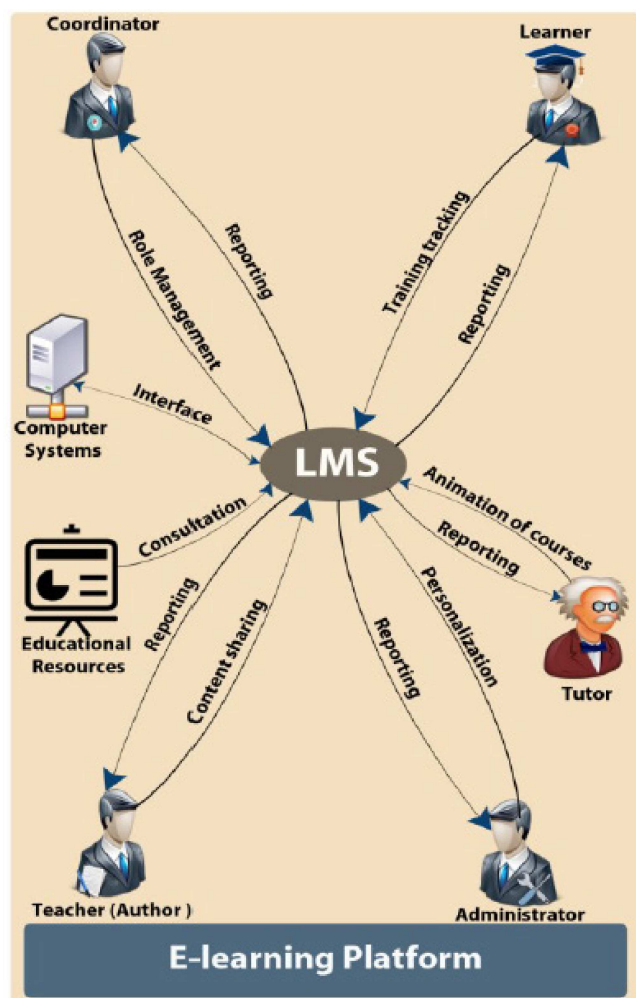 Coordinator
Learner
Role Management
Reporting
Training tracking
Reporting
Computer
Systems
Interface
LMS
Educational
Resources
Consultation
Animation of courses
Reporting
Tutor
Reporting
Content sharing
Reporting
Personalization
Teacher (Author )
Administrator
E-learning Platform